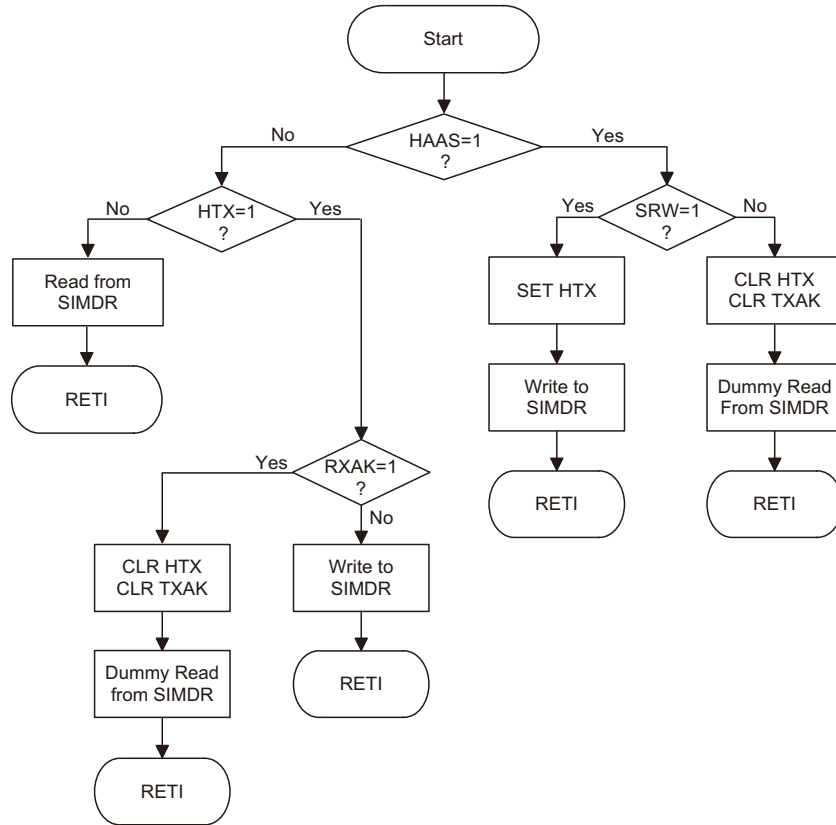 Start
HAAS=1
?
No
Yes
HTX=1
?
No
Yes
SRW=1
?
Yes
No
Read from
SIMDR
SET HTX
CLR HTX
CLR TXAK
RETI
Write to
SIMDR
Dummy Read
From SIMDR
RXAK=1
?
Yes
No
RETI
RETI
CLR HTX
CLR TXAK
Write to
SIMDR
Dummy Read
from SIMDR
RETI
RETI